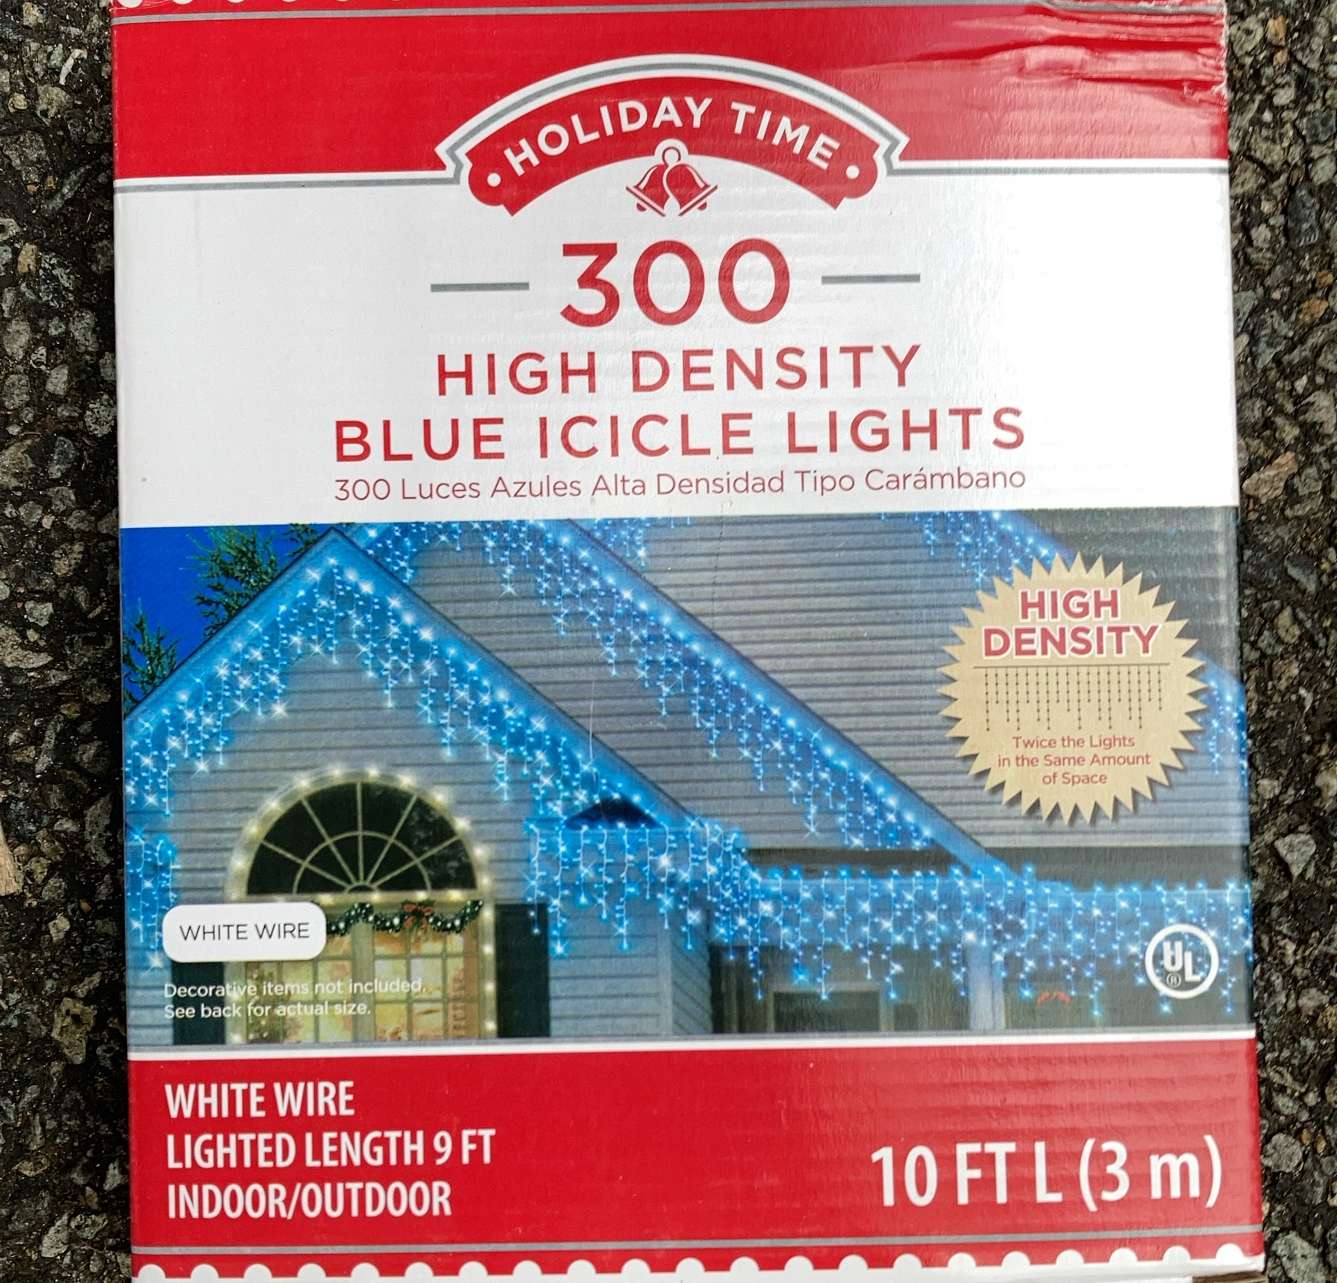 HOLIDAY TIME
300
HIGH DENSITY
BLUE ICICLE LIGHTS
300 Luces Azules Alta Densidad Tipo Carámbano
HIGH
DENSITY
Twice the Lights
in the Same Amount
of Space
WHITE WIRE
Decorative items not included.
See back for actual size.
UL
®
WHITE WIRE
LIGHTED LENGTH 9 FT
INDOOR/OUTDOOR
10 FT L (3 m)